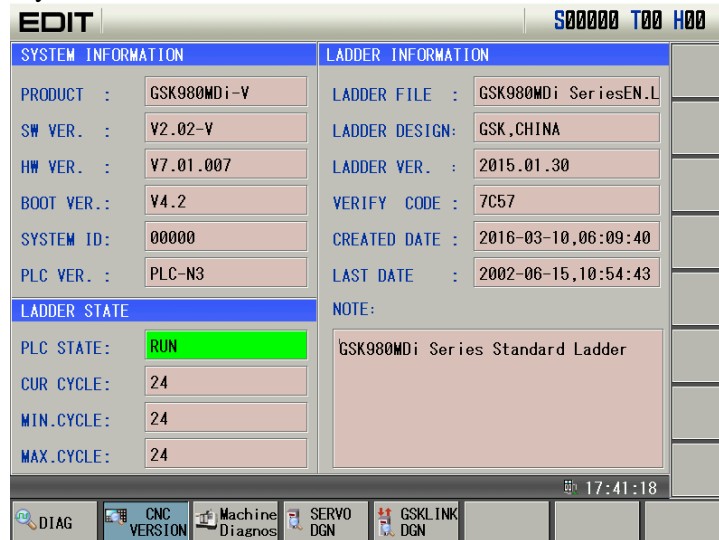 EDIT
S00000 T00 H00
SYSTEM INFORMATION
PRODUCT : GSK980MDi-V
SW VER. : V2.02-V
HW VER. : V7.01.007
BOOT VER.: V4.2
SYSTEM ID: 00000
PLC VER. : PLC-N3
LADDER STATE
PLC STATE: RUN
CUR CYCLE: 24
MIN.CYCLE: 24
MAX.CYCLE: 24
LADDER INFORMATION
LADDER FILE : GSK980MDi SeriesEN.L
LADDER DESIGN: GSK,CHINA
LADDER VER. : 2015.01.30
VERIFY CODE : 7C57
CREATED DATE : 2016-03-10,06:09:40
LAST DATE : 2002-06-15,10:54:43
NOTE:
GSK980MDi Series Standard Ladder
17:41:18
DIAG
CNC
VERSION
Machine
Diagnos
SERVO
DGN
GSKLINK
DGN